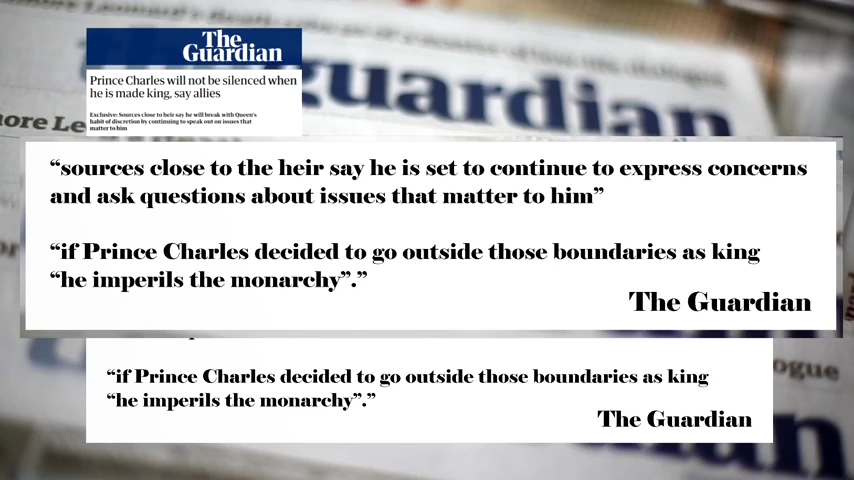 The
Guardian
Prince Charles will not be silenced when
he is made king, say allies
Exclusive: Sources close to heir say he will break with Queen's
habit of discretion by continuing to speak out on issues that
matter to him
guardian
“sources close to the heir say he is set to continue to express concerns
and ask questions about issues that matter to him”
“if Prince Charles decided to go outside those boundaries as king
“he imperils the monarchy”.”
The Guardian
“if Prince Charles decided to go outside those boundaries as king
“he imperils the monarchy”.”
The Guardian